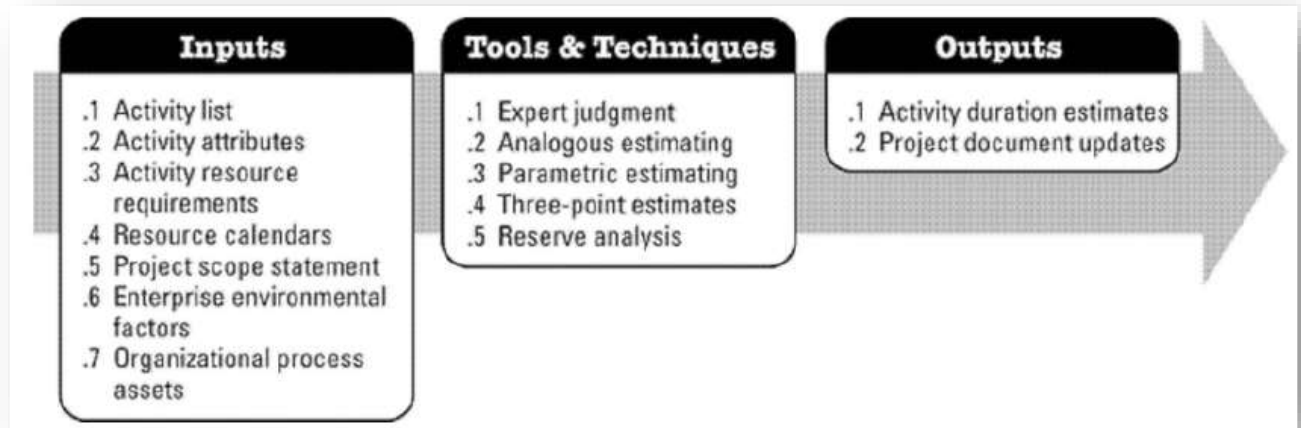 Inputs
.1 Activity list
.2 Activity attributes
.3 Activity resource
requirements
.4 Resource calendars
.5 Project scope statement
.6 Enterprise environmental
factors
.7 Organizational process
assets
Tools & Techniques
.1 Expert judgment
.2 Analogous estimating
.3 Parametric estimating
.4 Three-point estimates
.5 Reserve analysis
Outputs
.1 Activity duration estimates
.2 Project document updates